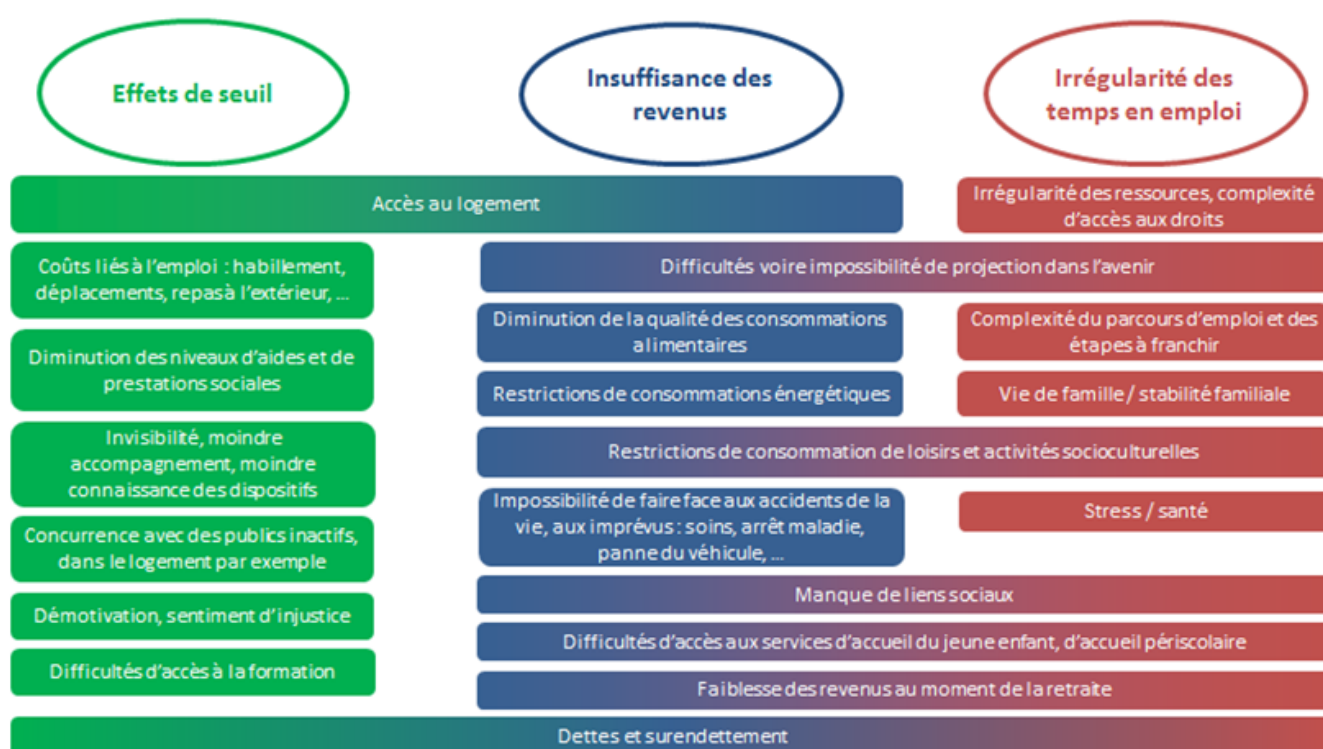 Effets de seuil
Insuffisance des
revenus
Irrégularité des
temps en emploi
Accès au logement
Irrégularité des ressources, complexité
d'accès aux droits
Coûts liés à l'emploi : habillement,
déplacements, repas à l'extérieur, ...
Difficultés voire impossibilité de projection dans l'avenir
Diminution de la qualité des consommations
alimentaires
Complexité du parcours d'emploi et des
étapes à franchir
Diminution des niveaux d'aides et de
prestations sociales
Restrictions de consommations énergétiques
Vie de famille / stabilité familiale
Invisibilité, moindre
accompagnement, moindre
connaissance des dispositifs
Restrictions de consommation de loisirs et activités socioculturelles
Impossibilité de faire face aux accidents de la
vie, aux imprévus : soins, arrêt maladie,
panne du véhicule, ...
Stress / santé
Concurrence avec des publics inactifs,
dans le logement par exemple
Manque de liens sociaux
Démotivation, sentiment d'injustice
Difficultés d'accès aux services d'accueil du jeune enfant, d'accueil périscolaire
Difficultés d'accès à la formation
Faiblesse des revenus au moment de la retraite
Dettes et surendettement